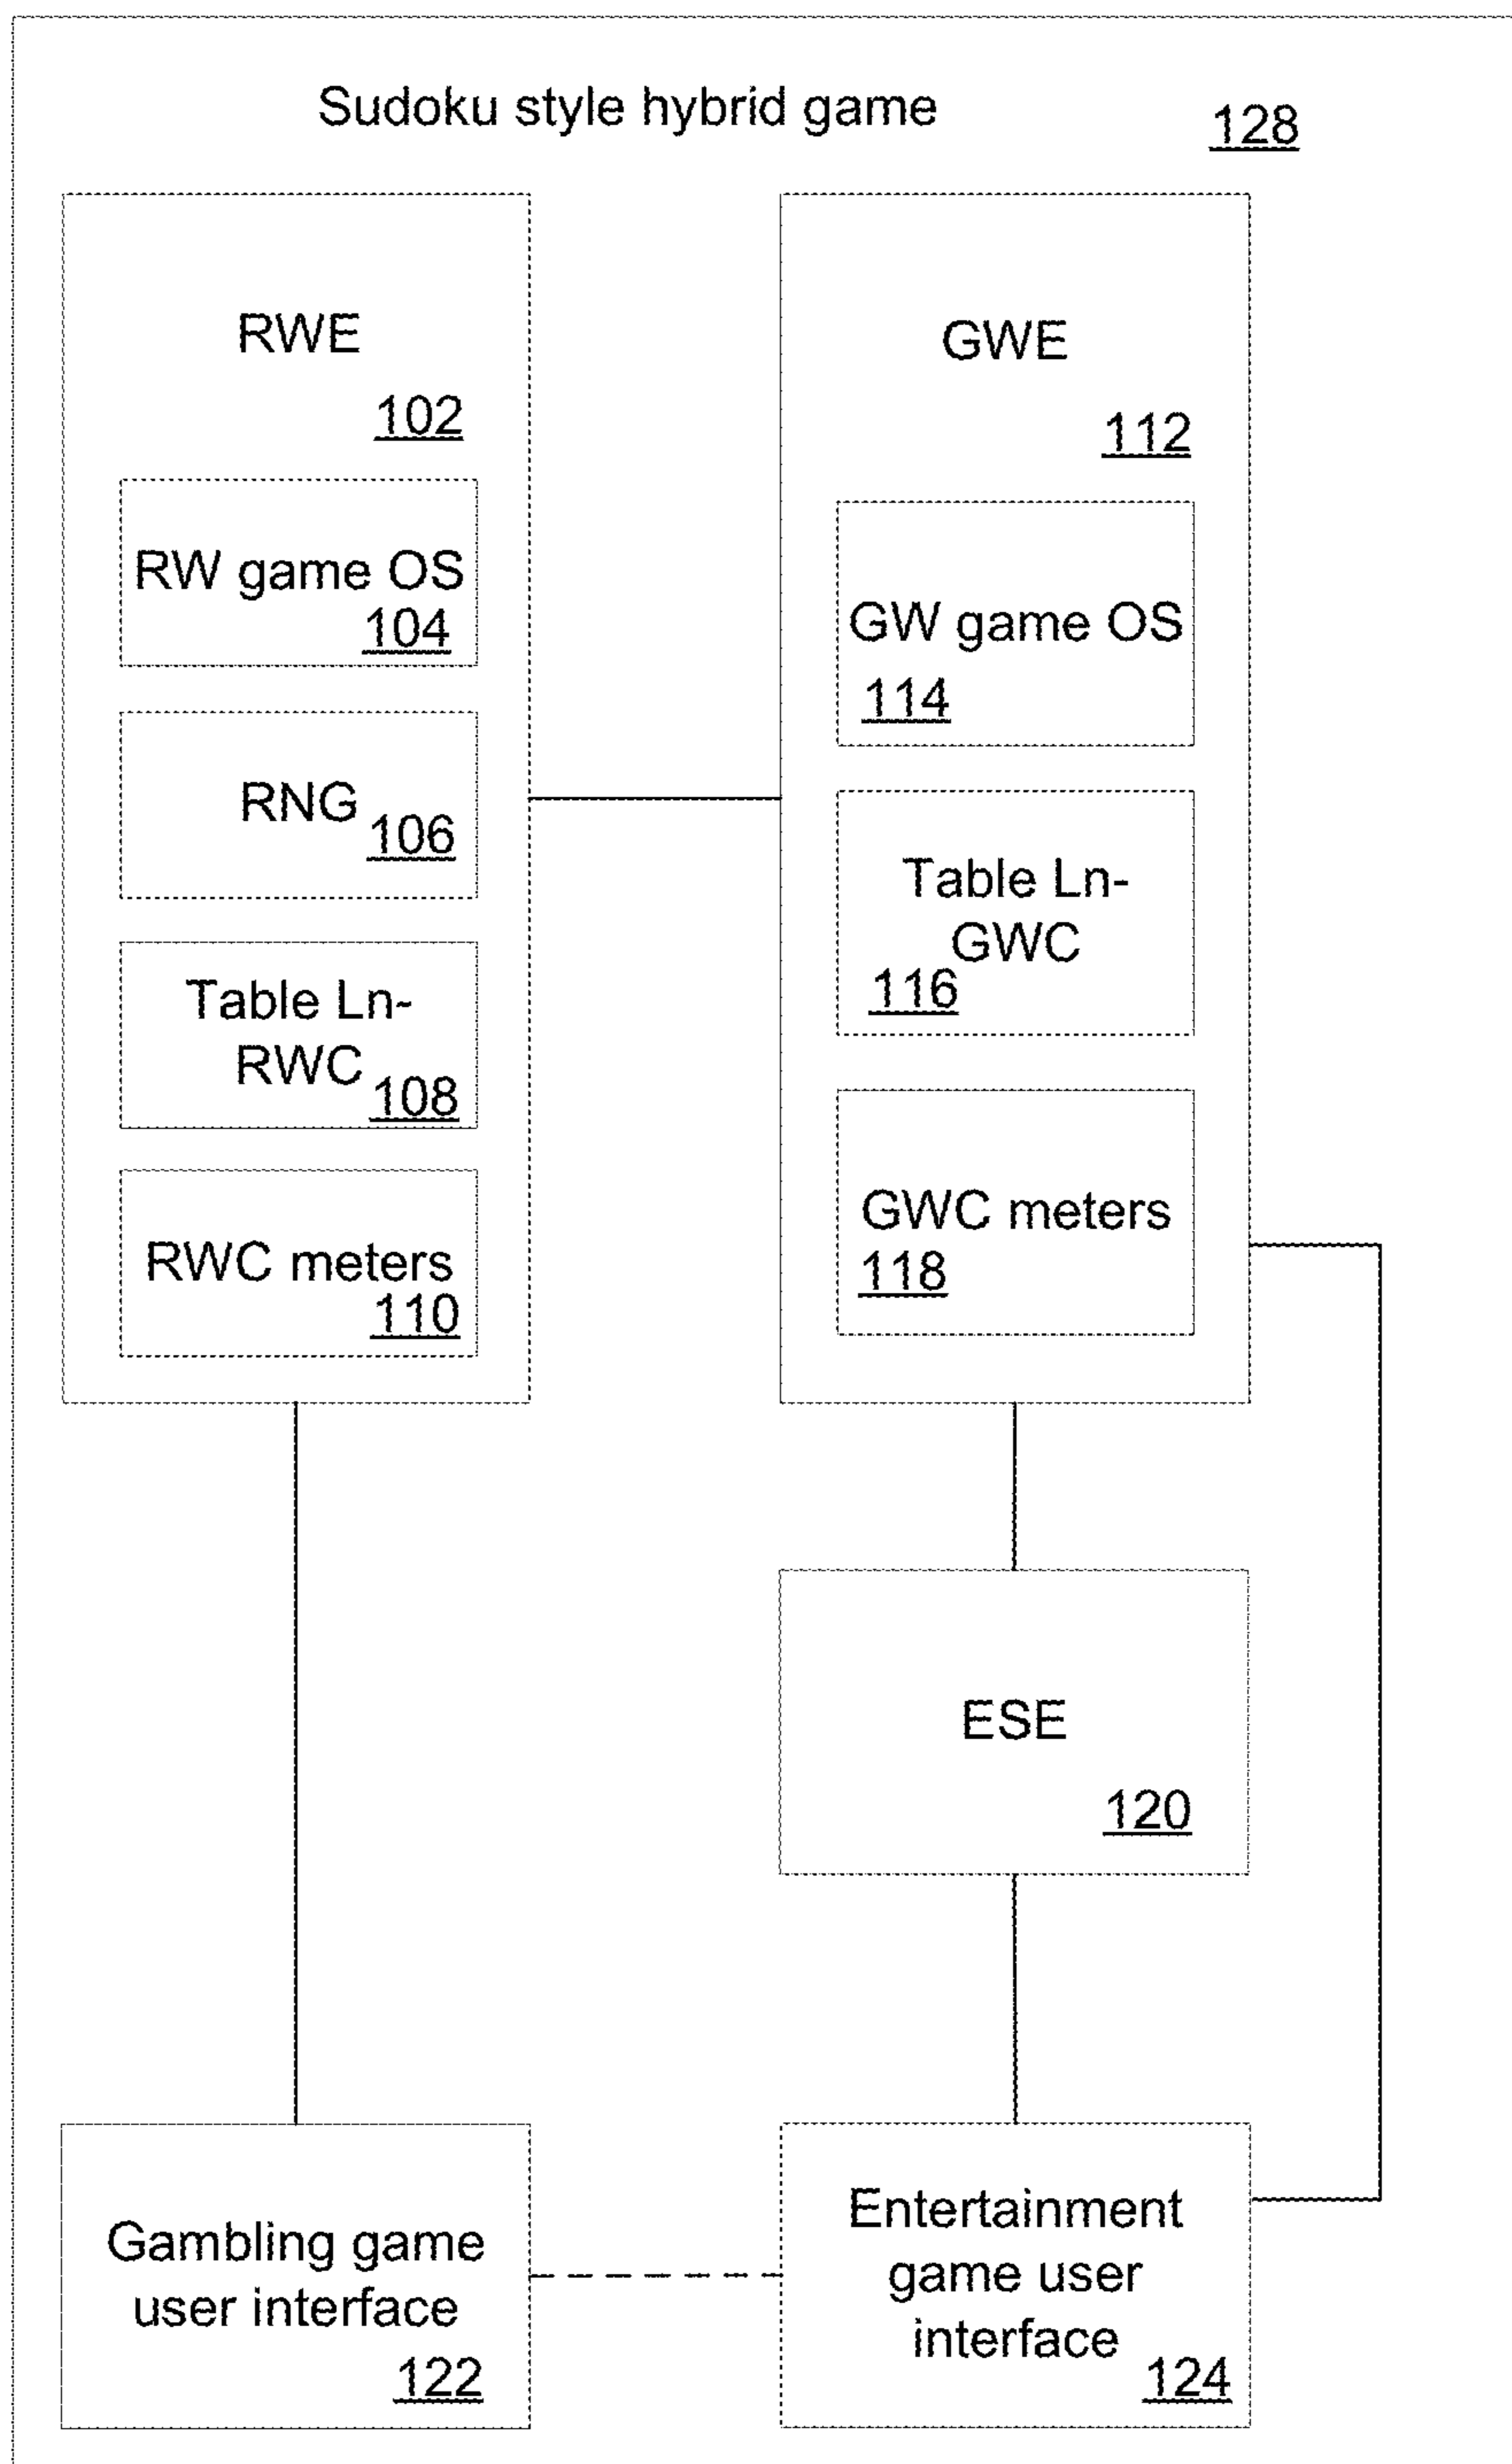 Sudoku style hybrid game
128
RWE
102
RW game OS
104
RNG
106
Table Ln-
RWC
108
RWC meters
110
GWE
112
GW game OS
114
Table Ln-
GWC
116
GWC meters
118
ESE
120
Gambling game
user interface
122
Entertainment
game user
interface
124